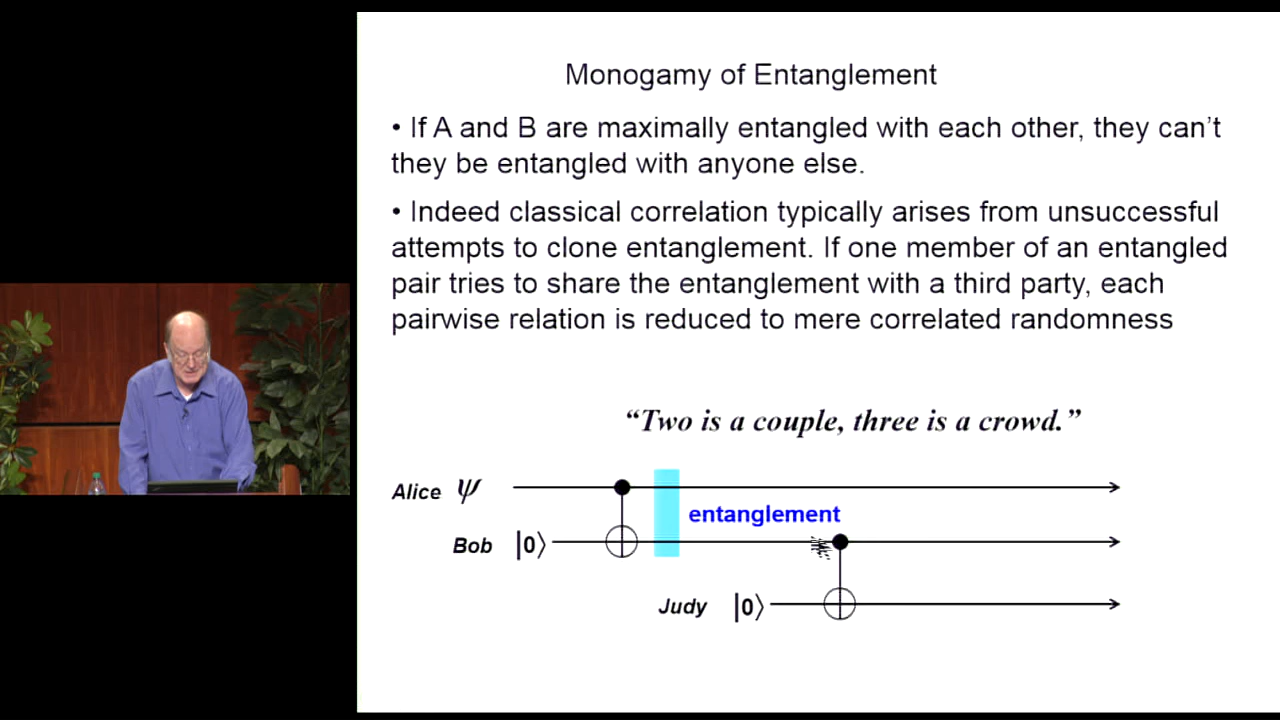 Monogamy of Entanglement
• If A and B are maximally entangled with each other, they can't
they be entangled with anyone else.
• Indeed classical correlation typically arises from unsuccessful
attempts to clone entanglement. If one member of an entangled
pair tries to share the entanglement with a third party, each
pairwise relation is reduced to mere correlated randomness
“Two is a couple, three is a crowd.”
Alice ψ
entanglement
Bob |0⟩
Judy |0⟩